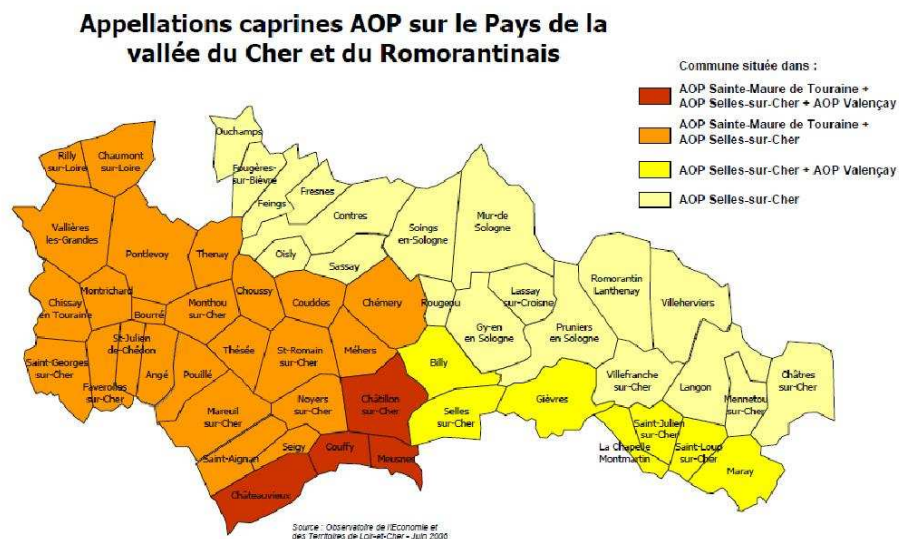 Appellations caprines AOP sur le Pays de la
vallée du Cher et du Romorantinais
Commune située dans :
AOP Sainte-Maure de Touraine +
AOP Selles-sur-Cher + AOP Valençay
AOP Sainte-Maure de Touraine +
AOP Selles-sur-Cher
AOP Selles-sur-Cher + AOP Valençay
AOP Selles-sur-Cher
Ouchamps
Rilly
sur-Loire
Chaumont
sur-Loire
Fougères-
sur-Bièvre
Feings
Fresnes
Contres
Soings
en-Sologne
Mur-de
Sologne
Vallières
les-Grandes
Pontlevoy
Thenay
Oisly
Sassay
Romorantin
Lanthenay
Villeherviers
Chissay
en Touraine
Montrichard
Bourré
Monthou
sur-Cher
Choussy
Couddes
Chémery
Rougeou
Lassay
sur-Croisne
Gy-en
en Sologne
Pruniers
en Sologne
St-Julien
de-Chédon
Saint-Georges
sur-Cher
Faverolles
sur-Cher
Angé
Pouillé
Thésée
St-Romain
sur-Cher
Méhers
Billy
Villefranche
sur-Cher
Langon
Mennetou
sur-Cher
Châtres
sur-Cher
Mareuil
sur-Cher
Noyers
sur-Cher
Châtillon
sur-Cher
Selles
sur-Cher
Gièvres
Saint-Julien
sur-Cher
La Chapelle
Montmartin
Saint-Loup
sur-Cher
Maray
Saint-Aignan
Seigy
Couffy
Meusnes
Châteauvieux
Source : Observatoire de l'Economie et
des Territoires de Loir-et-Cher - Juin 2006